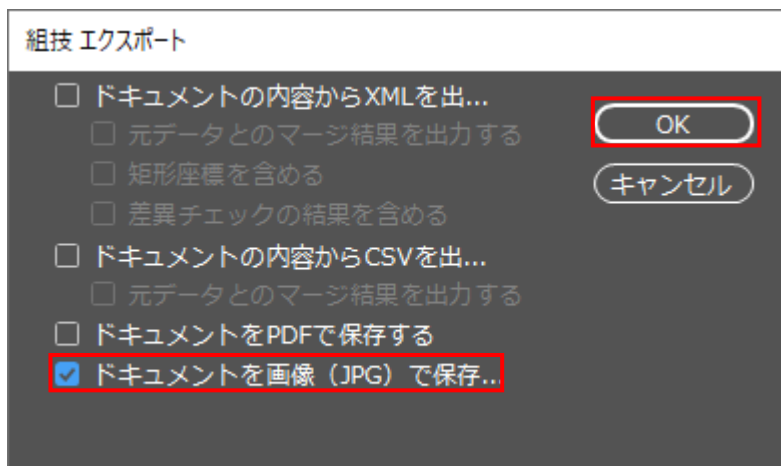 組技 エクスポート
ドキュメントの内容からXMLを出...
元データとのマージ結果を出力する
矩形座標を含める
差異チェックの結果を含める
ドキュメントの内容からCSVを出...
元データとのマージ結果を出力する
ドキュメントをPDFで保存する
ドキュメントを画像（JPG）で保存...
OK
キャンセル